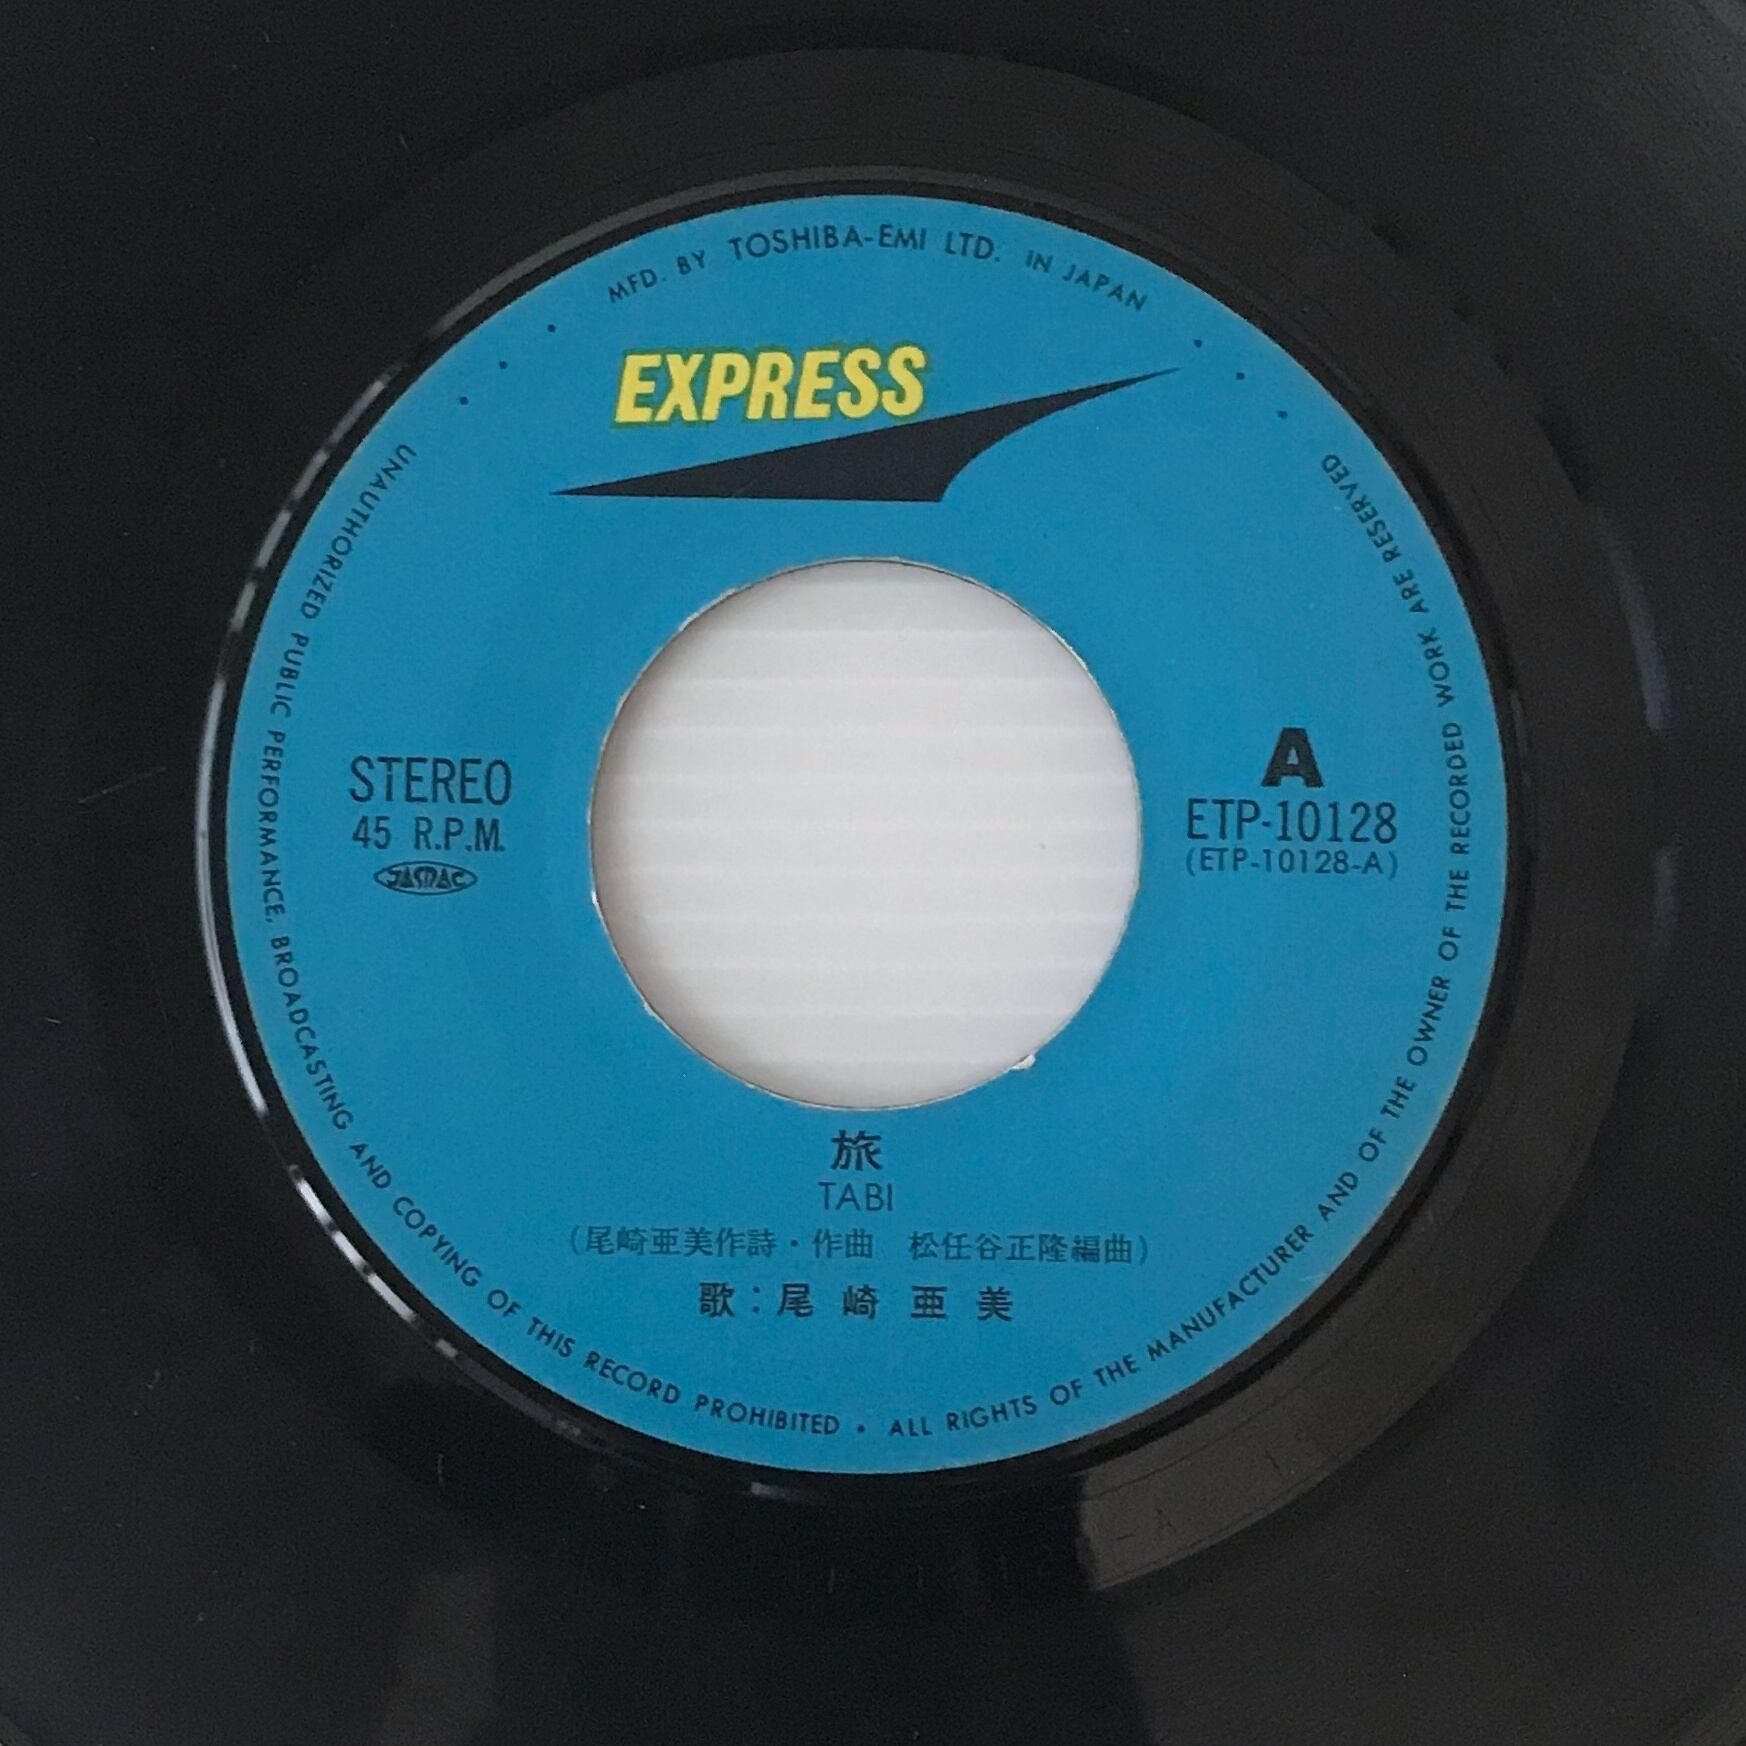 MFD. BY TOSHIBA-EMI LTD. IN JAPAN
EXPRESS
STEREO
45 R.P.M.
JASRAC
A
ETP-10128
(ETP-10128-A)
旅
TABI
(尾崎亜美作詩・作曲　松任谷正隆編曲)
歌：尾崎亜美
UNAUTHORIZED PUBLIC PERFORMANCE, BROADCASTING AND COPYING OF THIS RECORD PROHIBITED • ALL RIGHTS OF THE MANUFACTURER AND OF THE OWNER OF THE RECORDED WORK ARE RESERVED